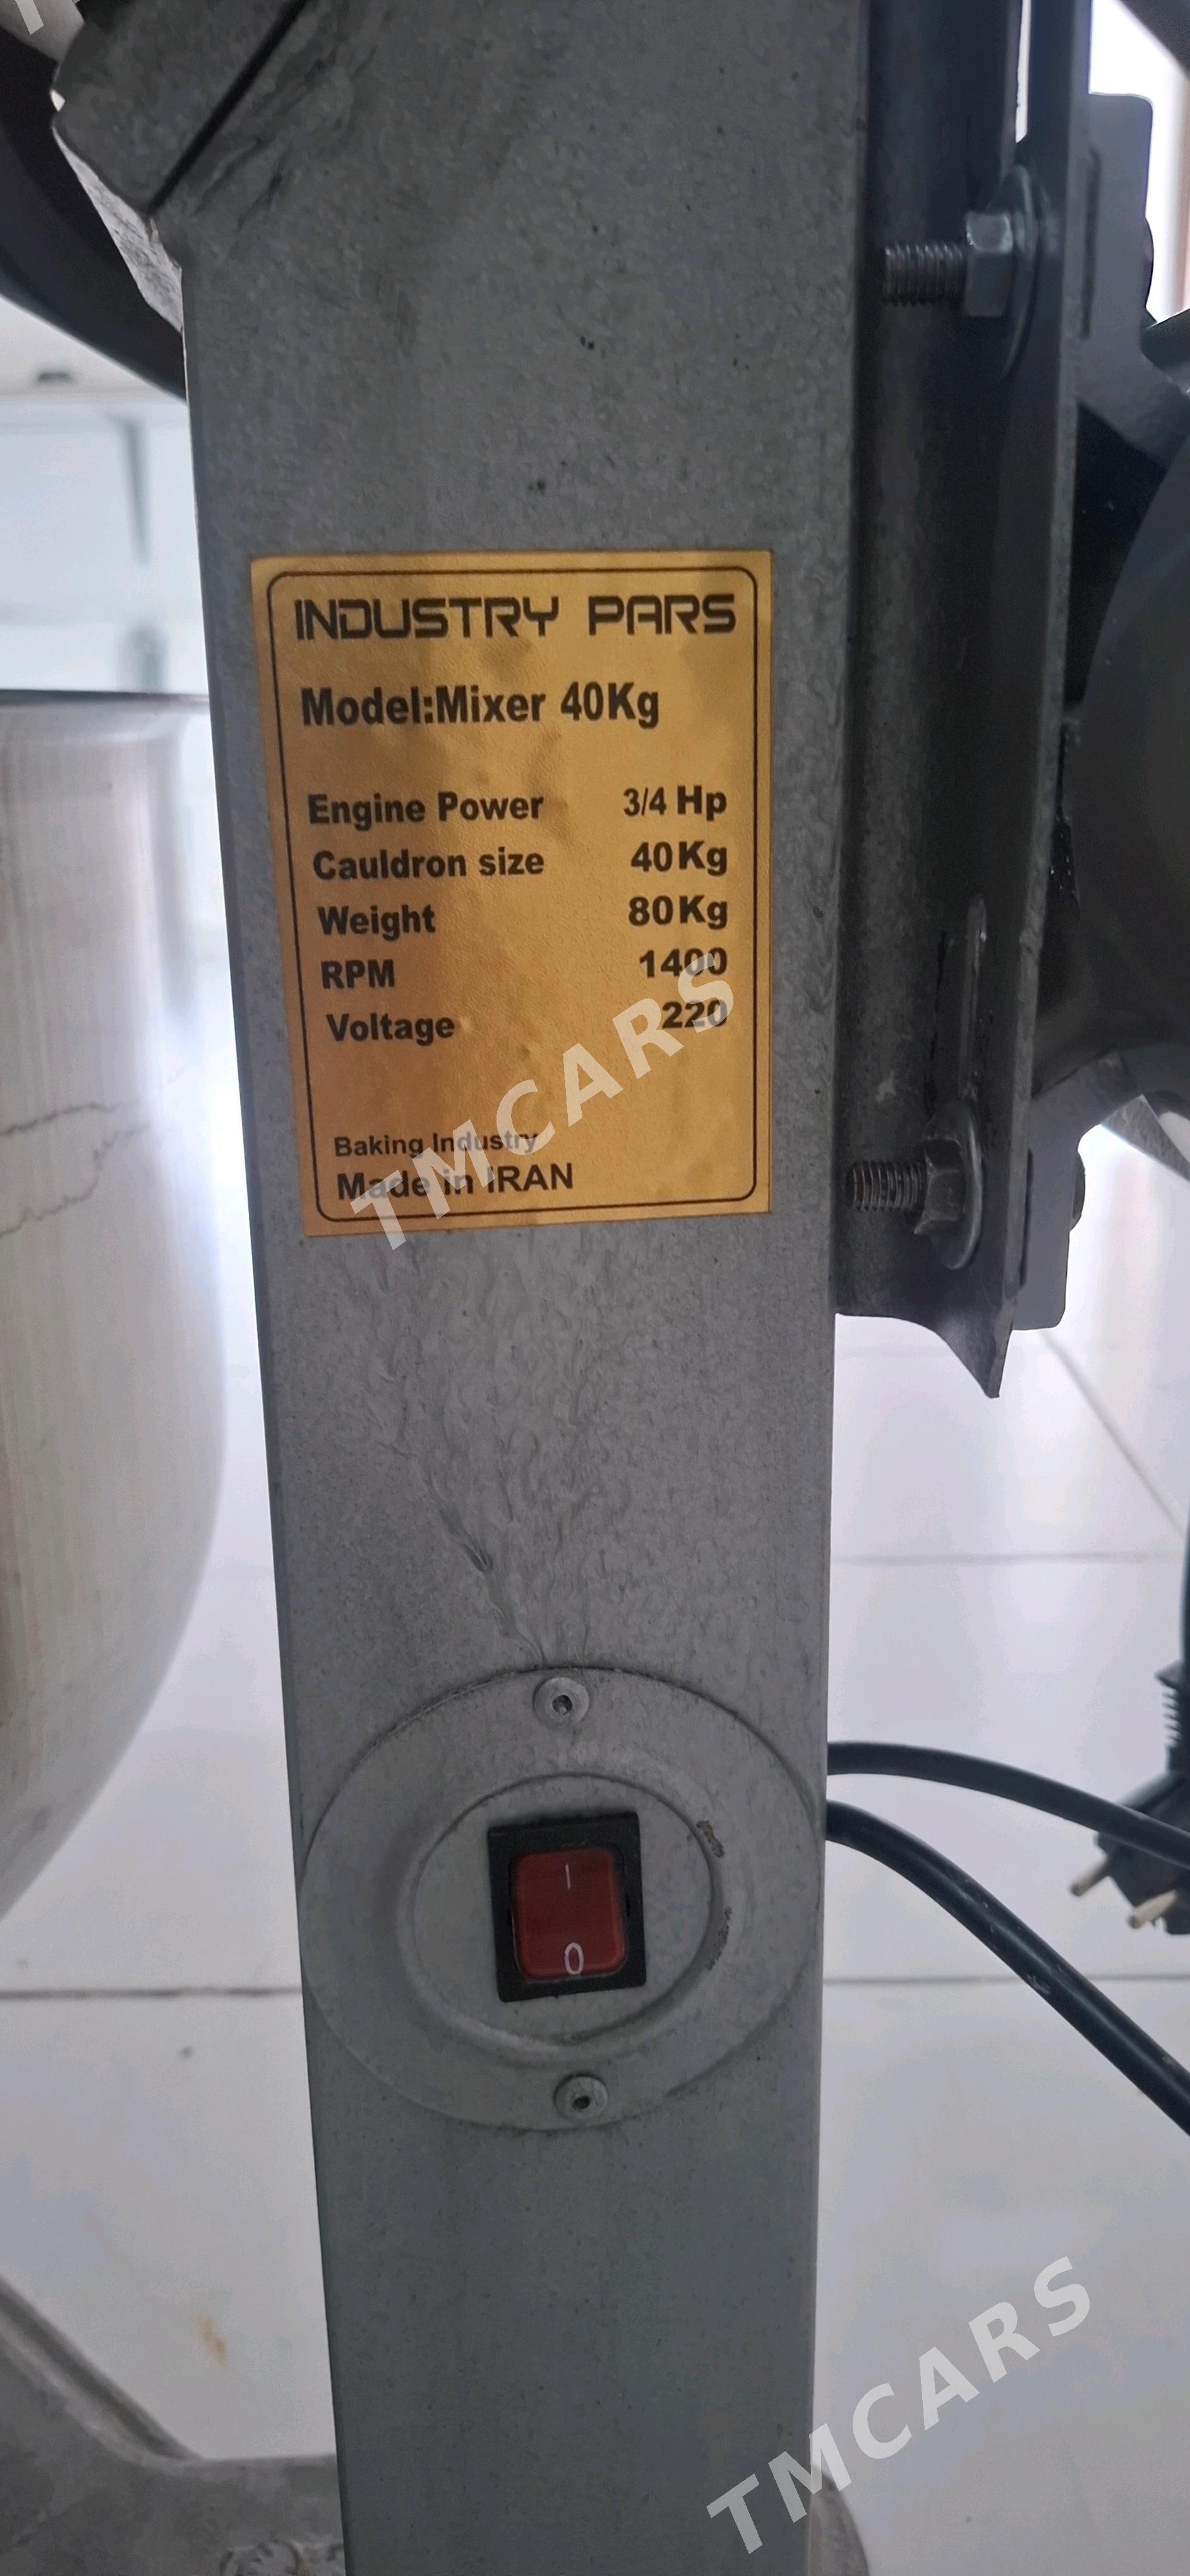 INDUSTRY PARS
Model:Mixer 40Kg
Engine Power 3/4 Hp
Cauldron size 40Kg
Weight 80Kg
RPM 1400
Voltage 220
Baking Industry
Made in IRAN
TMCARS
I
0
TMCARS